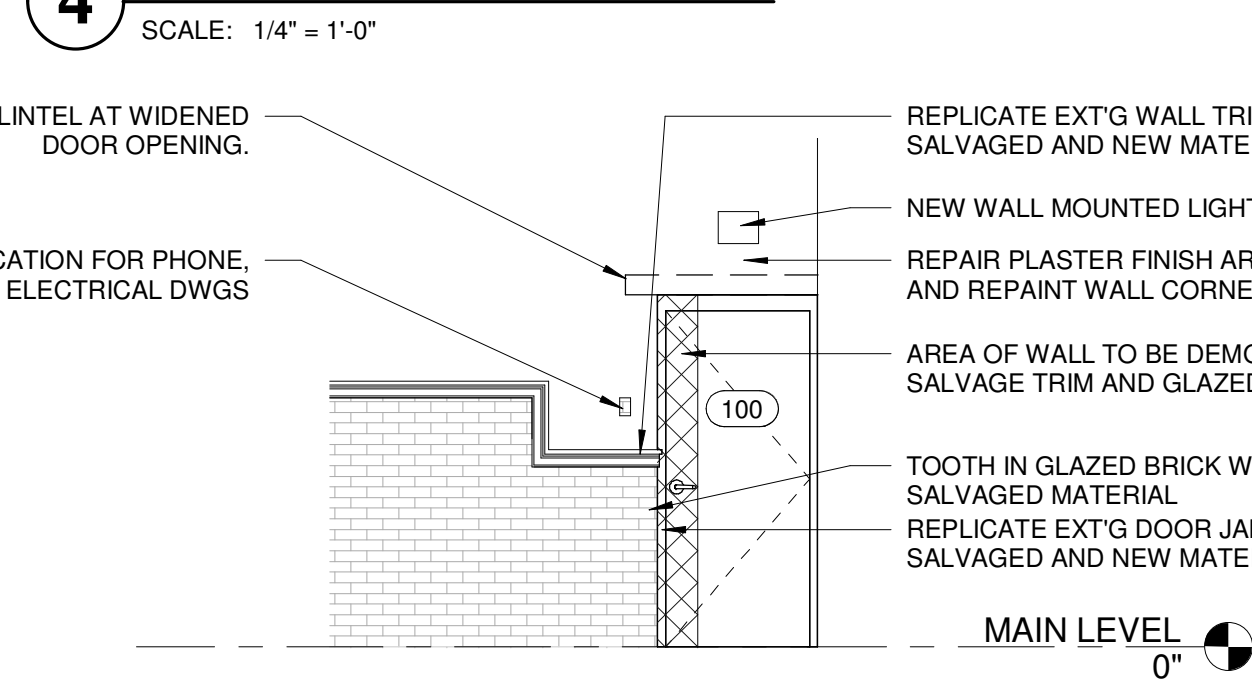 4
SCALE: 1/4" = 1'-0"
LINTEL AT WIDENED
DOOR OPENING.
CATION FOR PHONE,
ELECTRICAL DWGS
REPLICATE EXT'G WALL TRI
SALVAGED AND NEW MATE
NEW WALL MOUNTED LIGHT
REPAIR PLASTER FINISH AR
AND REPAINT WALL CORNE
AREA OF WALL TO BE DEMO
SALVAGE TRIM AND GLAZED
100
TOOTH IN GLAZED BRICK W
SALVAGED MATERIAL
REPLICATE EXT'G DOOR JA
SALVAGED AND NEW MATE
MAIN LEVEL
0"